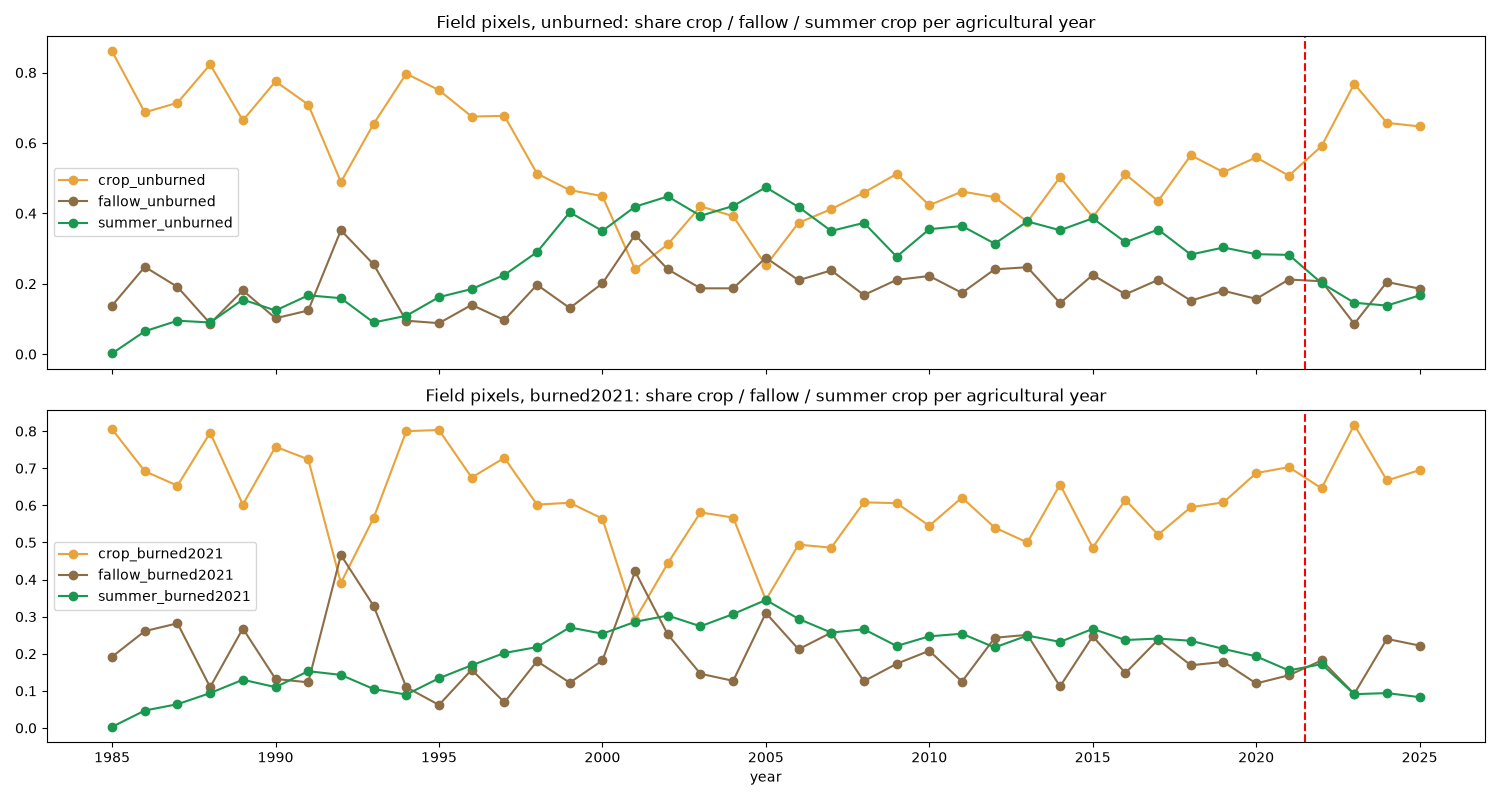 Field pixels, unburned: share crop / fallow / summer crop per agricultural year
0.8
0.6
0.4
0.2
0.0
crop_unburned
fallow_unburned
summer_unburned
Field pixels, burned2021: share crop / fallow / summer crop per agricultural year
0.8
0.7
0.6
0.5
0.4
0.3
0.2
0.1
0.0
crop_burned2021
fallow_burned2021
summer_burned2021
1985 1990 1995 2000 2005 2010 2015 2020 2025
year